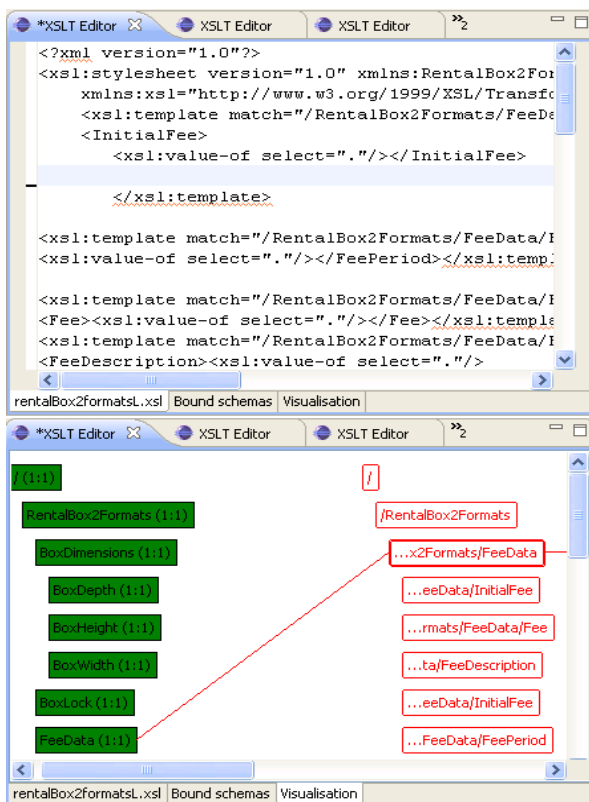 *XSLT Editor XSLT Editor XSLT Editor »2
<?xml version="1.0"?>
<xsl:stylesheet version="1.0" xmlns:RentalBox2For
xmlns:xsl="http://www.w3.org/1999/XSL/Transfo
<xsl:template match="/RentalBox2Formats/FeeDa
<InitialFee>
<xsl:value-of select="."/></InitialFee>
</xsl:template>
<xsl:template match="/RentalBox2Formats/FeeData/F
<xsl:value-of select="."/></FeePeriod></xsl:templ
<xsl:template match="/RentalBox2Formats/FeeData/F
<Fee><xsl:value-of select="."/></Fee></xsl:templa
<xsl:template match="/RentalBox2Formats/FeeData/F
<FeeDescription><xsl:value-of select="."/>
rentalBox2formatsL.xsl Bound schemas Visualisation
*XSLT Editor XSLT Editor XSLT Editor »2
/ (1:1) /
RentalBox2Formats (1:1) /RentalBox2Formats
BoxDimensions (1:1) ...x2Formats/FeeData
BoxDepth (1:1) ...eeData/InitialFee
BoxHeight (1:1) ...rmats/FeeData/Fee
BoxWidth (1:1) ...ta/FeeDescription
BoxLock (1:1) ...eeData/InitialFee
FeeData (1:1) ...FeeData/FeePeriod
rentalBox2formatsL.xsl Bound schemas Visualisation